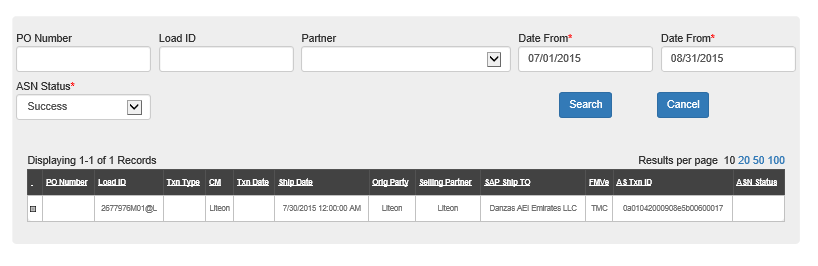 PO Number Load ID Partner Date From* Date From*
07/01/2015 08/31/2015
ASN Status*
Success Search Cancel
Displaying 1-1 of 1 Records Results per page 10 20 50 100
. PO Number Load ID Txn Type CM Txn Date Ship Date Orig Party Selling Partner SAP Ship TO FMVs AS Txn ID ASN Status
2677976M01@L Liteon 7/30/2015 12:00:00 AM Liteon Liteon Danzas AEI Emirates LLC TMC 0a01042000908e5b00600017